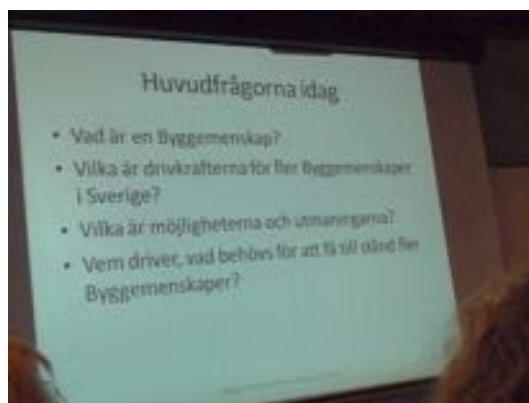 Huvudfrågorna idag
• Vad är en Byggemenskap?
• Vilka är drivkrafterna för fler Byggemenskaper
i Sverige?
• Vilka är möjligheterna och utmaningarna?
• Vem driver, vad behövs för att få till stånd fler
Byggemenskaper?